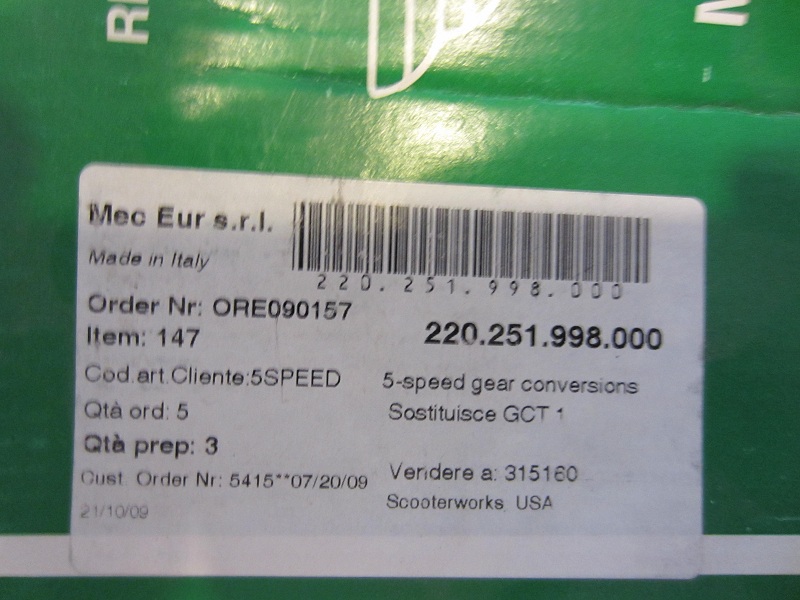 RI
M
Mec Eur s.r.l.
Made in Italy
220.251.998.000
Order Nr: ORE090157
Item: 147
220.251.998.000
Cod.art.Cliente:5SPEED
5-speed gear conversions
Qtà ord: 5
Sostituisce GCT 1
Qtà prep: 3
Cust. Order Nr: 5415**07/20/09
Vendere a: 315160
Scooterworks USA
21/10/09